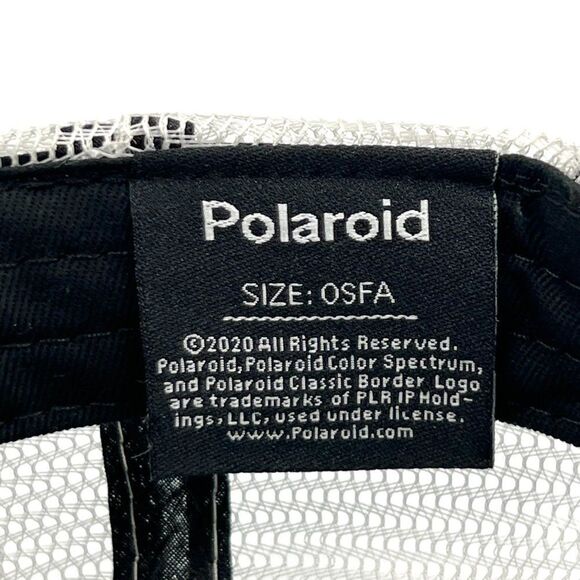 Polaroid
SIZE: OSFA
©2020 All Rights Reserved.
Polaroid, Polaroid Color Spectrum,
and Polaroid Classic Border Logo
are trademarks of PLR IP Hold-
ings, LLC, used under license.
www.Polaroid.com